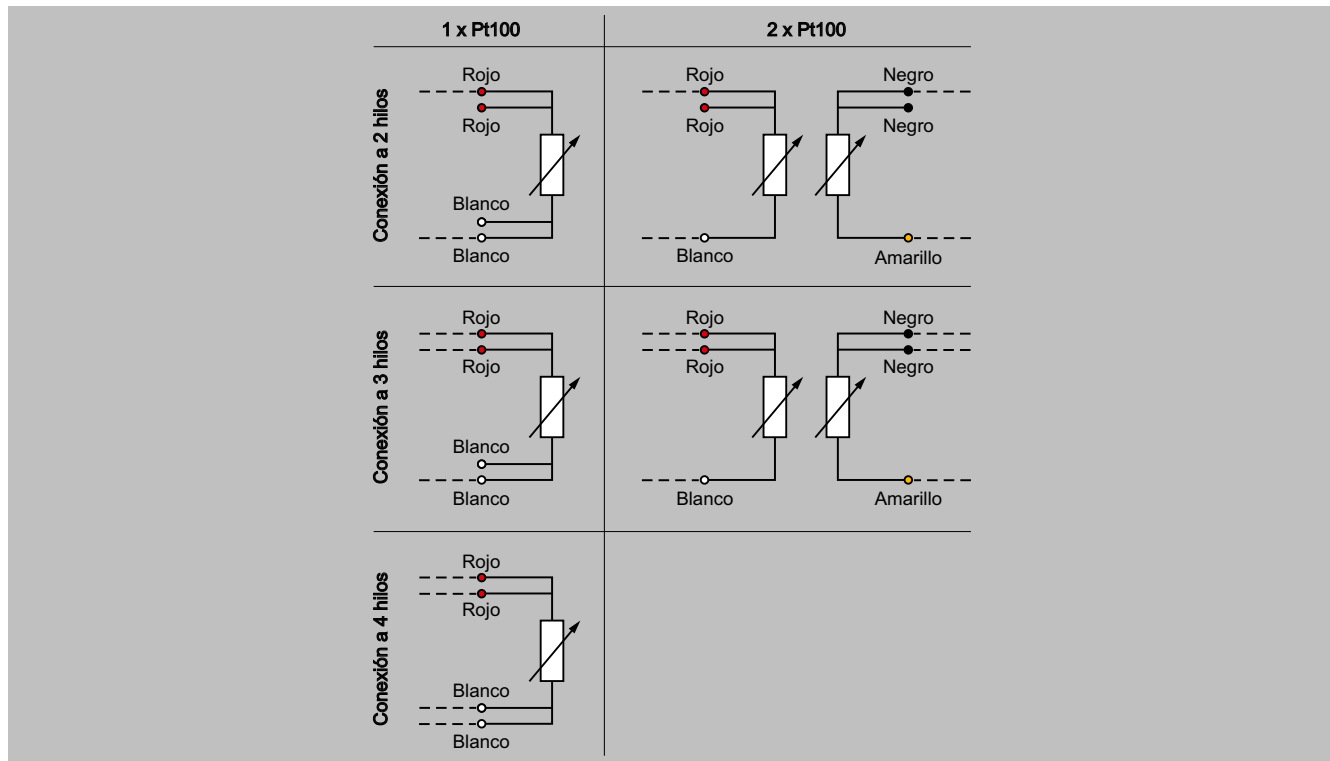 1 x Pt100
2 x Pt100
Conexión a 2 hilos
Rojo
Rojo
Blanco
Blanco
Rojo
Rojo
Blanco
Negro
Negro
Amarillo
Conexión a 3 hilos
Rojo
Rojo
Blanco
Blanco
Rojo
Rojo
Blanco
Negro
Negro
Amarillo
Conexión a 4 hilos
Rojo
Rojo
Blanco
Blanco